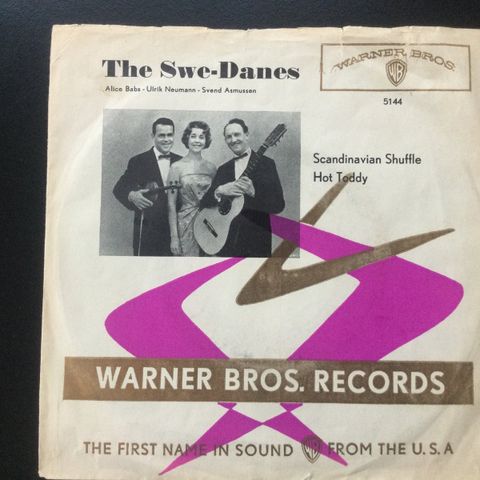 The Swe-Danes
Alice Babs - Ulrik Neumann - Svend Asmussen
WARNER BROS.
WB
5144
Scandinavian Shuffle
Hot Toddy
WARNER BROS. RECORDS
THE FIRST NAME IN SOUND WB FROM THE U.S.A